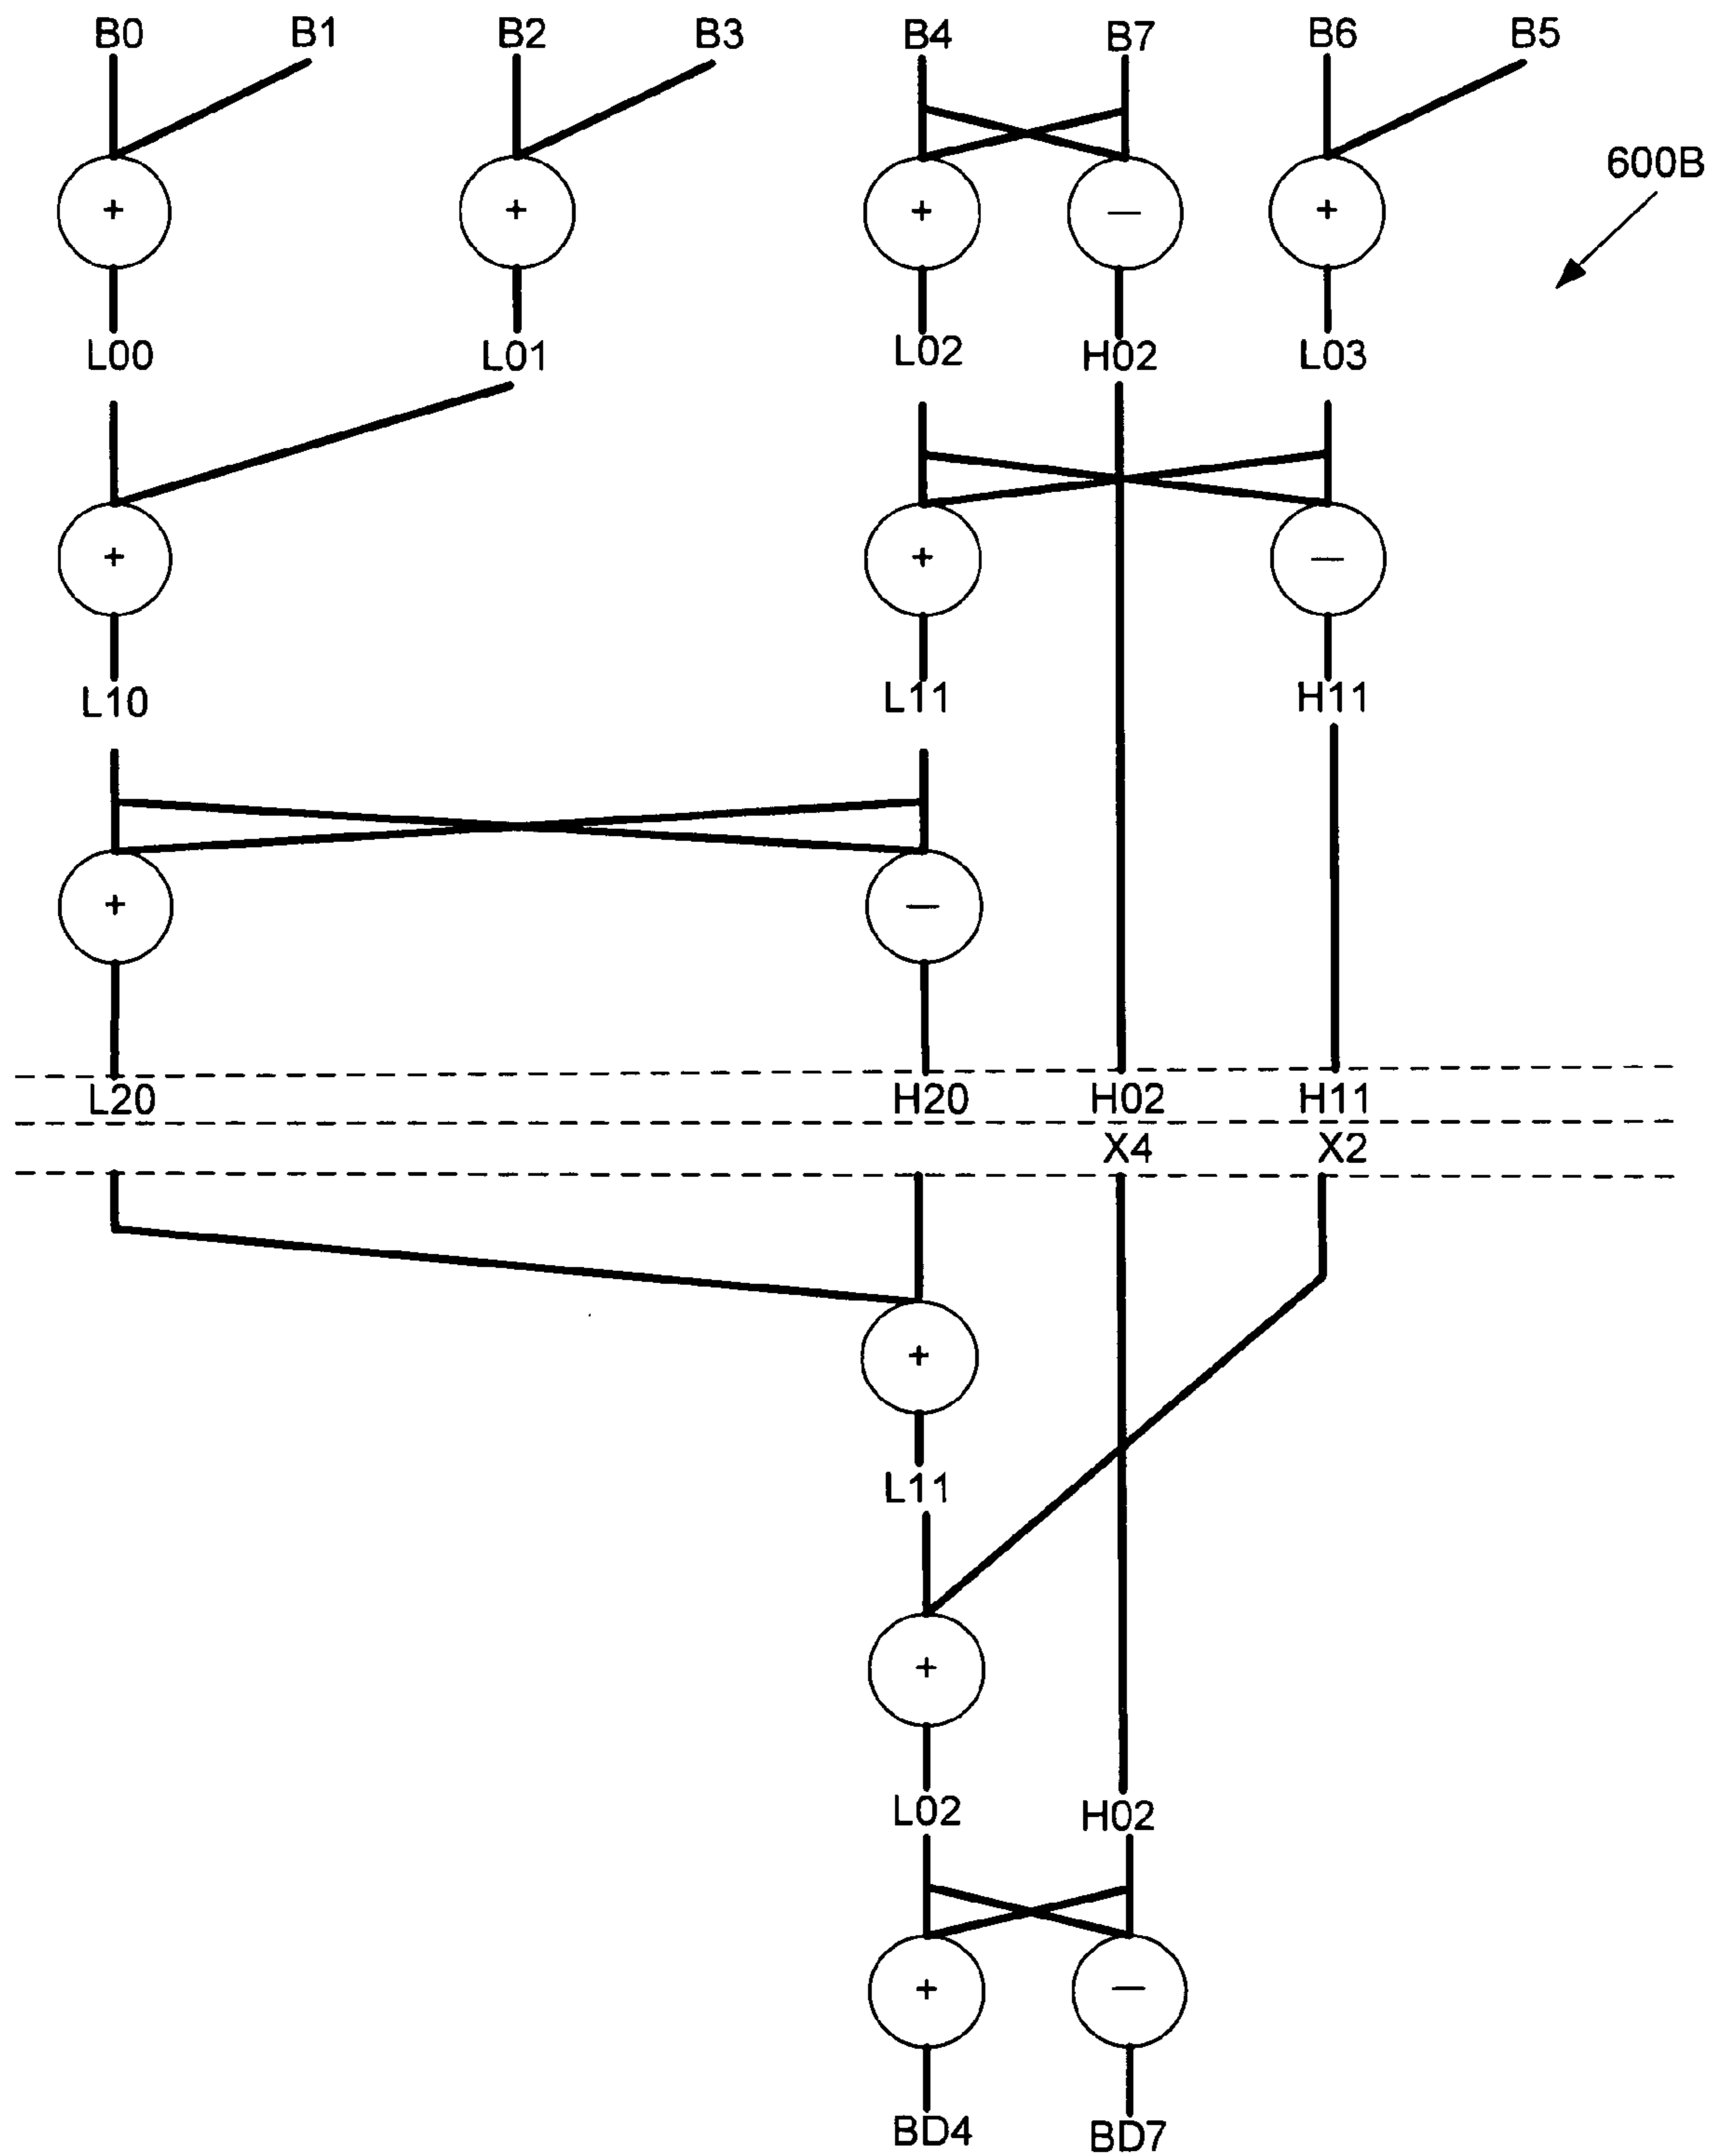 B0 B1 B2 B3 B4 B7 B6 B5
600B
+ + + — +
L00 L01 L02 H02 L03
+ + —
L10 L11 H11
+ —
L20 H20 H02 H11
X4 X2
+
L11
+
L02 H02
+ —
BD4 BD7